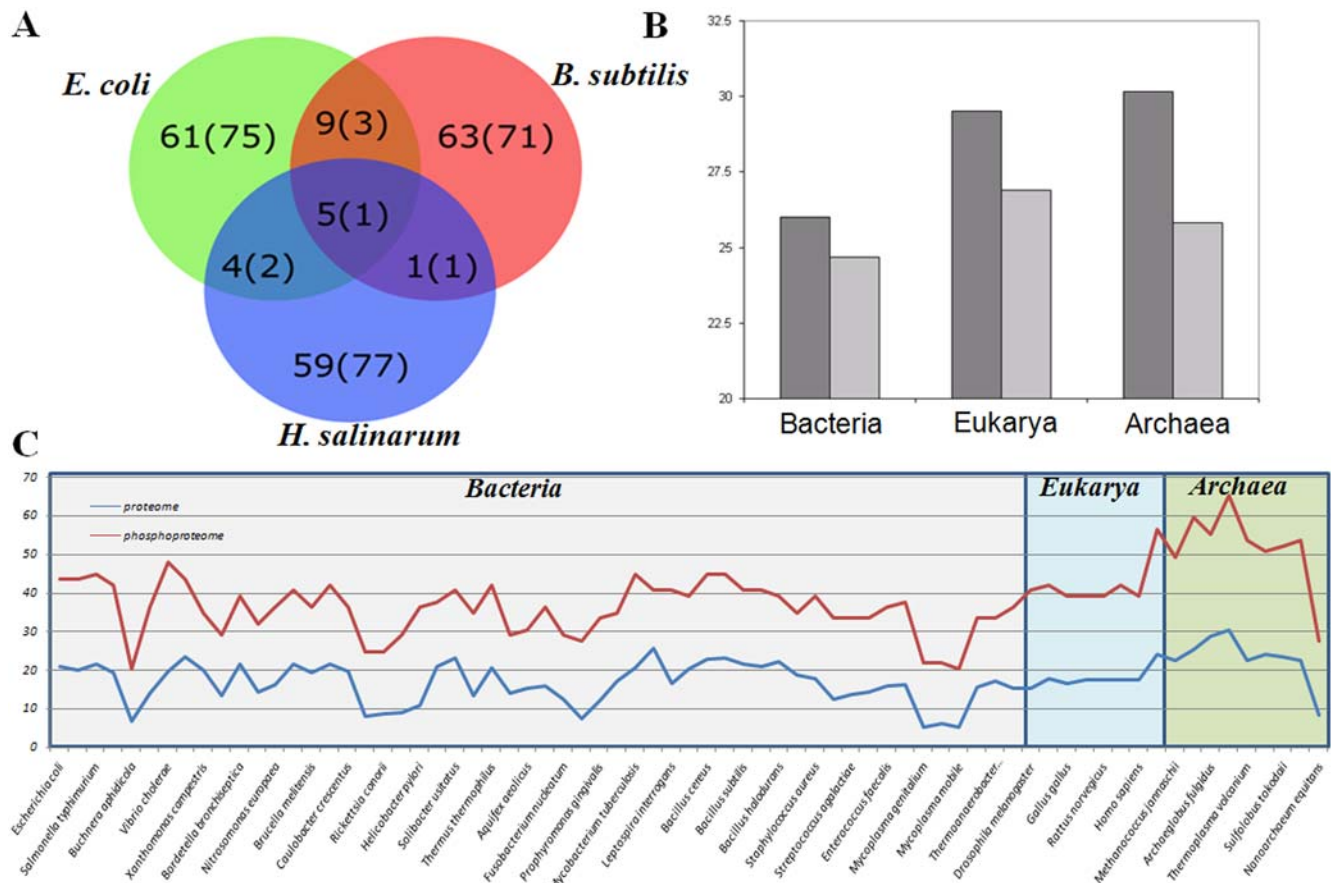 A
B
E. coli
B. subtilis
61(75)
9(3)
63(71)
5(1)
4(2)
1(1)
59(77)
H. salinarum
32.5
30
27.5
25
22.5
20
Bacteria
Eukarya
Archaea
C
70
60
50
40
30
20
10
0
proteome
phosphoproteome
Bacteria
Eukarya
Archaea
Escherichia coli
Salmonella typhimurium
Buchnera aphidicola
Vibrio cholerae
Xanthomonas campestris
Bordetella bronchiseptica
Nitrosomonas europaea
Brucella melitensis
Caulobacter crescentus
Rickettsia conorii
Helicobacter pylori
Solibacter usitatus
Thermus thermophilus
Aquifex aeolicus
Fusobacterium nucleatum
Prophyromonas gingivalis
Mycobacterium tuberculosis
Leptospira interrogans
Bacillus cereus
Bacillus subtilis
Bacillus halodurans
Staphylococcus aureus
Streptococcus agalactiae
Enterococcus faecalis
Mycoplasma genitalium
Mycoplasma mobile
Thermoanaerobacter...
Drosophila melanogaster
Gallus gallus
Rattus norvegicus
Homo sapiens
Methanococcus jannaschii
Archaeglobus fulgidus
Thermoplasma volcanium
Sulfolobus tokodaii
Nanoarchaeum equitans